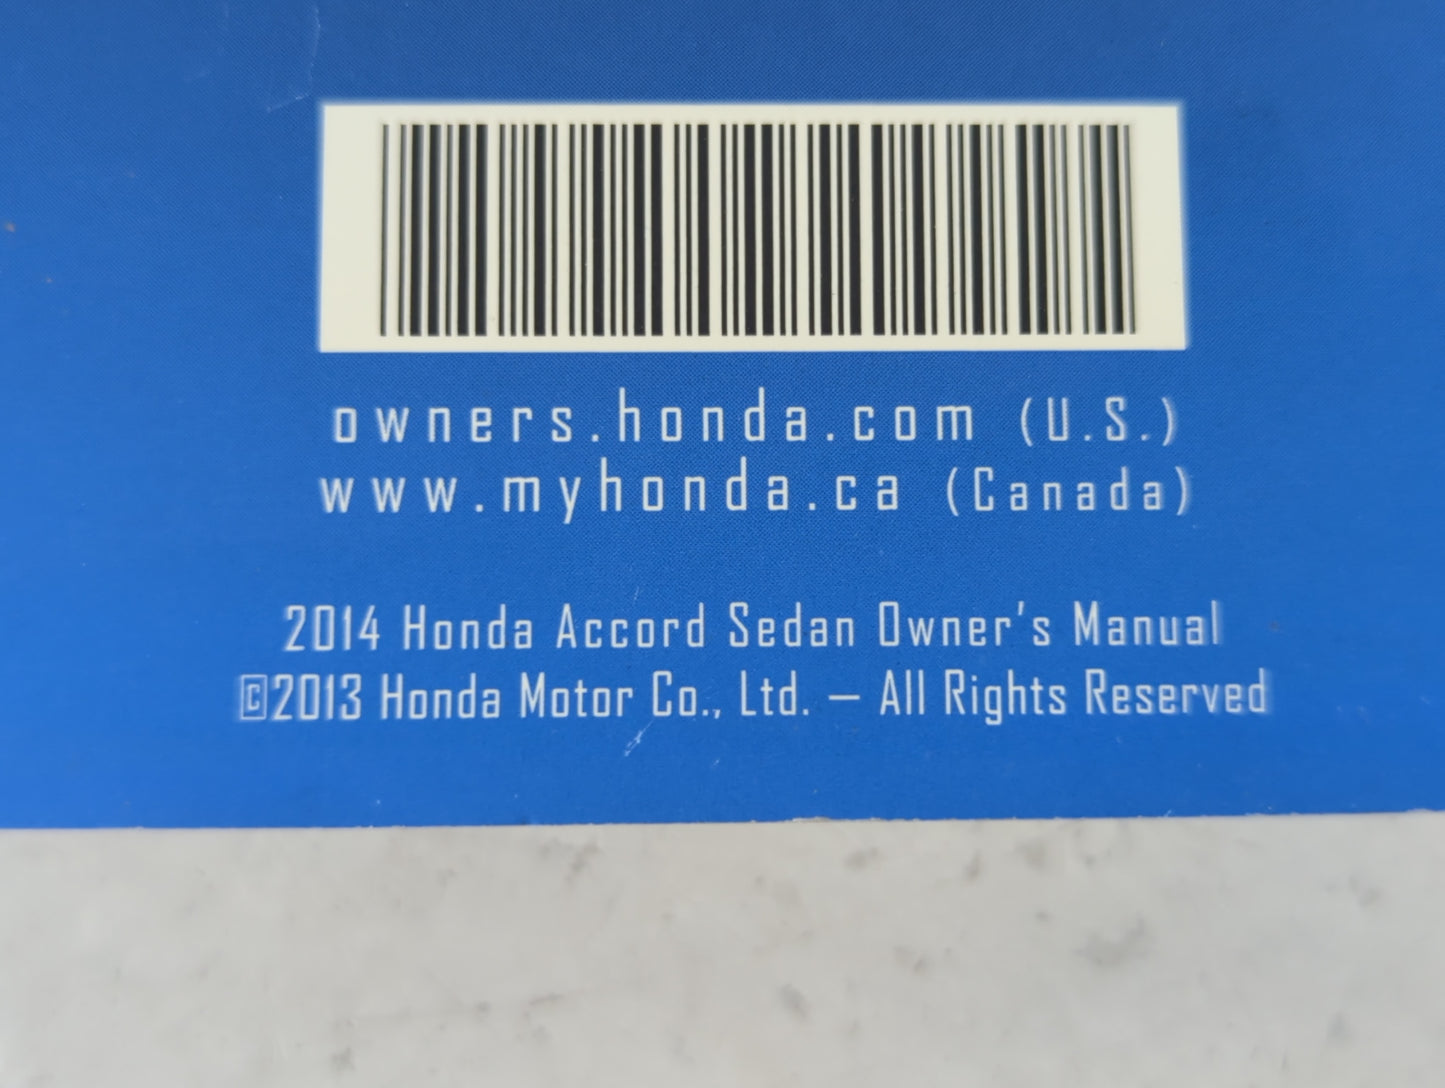 owners.honda.com (U.S.)
www.myhonda.ca (Canada)
2014 Honda Accord Sedan Owner's Manual
©2013 Honda Motor Co., Ltd. – All Rights Reserved